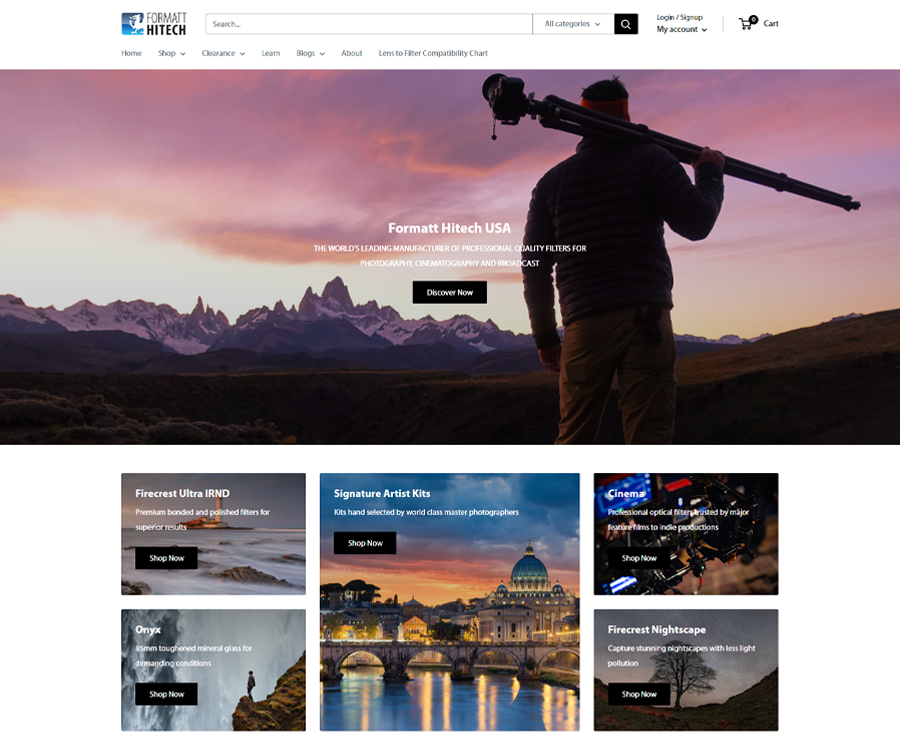 FORMATT
HITECH
Search...
All categories
Login / Signup
My account
0
Cart
Home
Shop
Clearance
Learn
Blogs
About
Lens to Filter Compatibility Chart
Formatt Hitech USA
THE WORLD'S LEADING MANUFACTURER OF PROFESSIONAL QUALITY FILTERS FOR
PHOTOGRAPHY, CINEMATOGRAPHY AND BROADCAST
Discover Now
Firecrest Ultra IRND
Premium bonded and polished filters for
superior results
Shop Now
Signature Artist Kits
Kits hand selected by world class master photographers
Shop Now
Cinema
Professional optical filters trusted by major
feature films to indie productions
Shop Now
Onyx
85mm toughened mineral glass for
demanding conditions
Shop Now
Firecrest Nightscape
Capture stunning nightscapes with less light
pollution
Shop Now